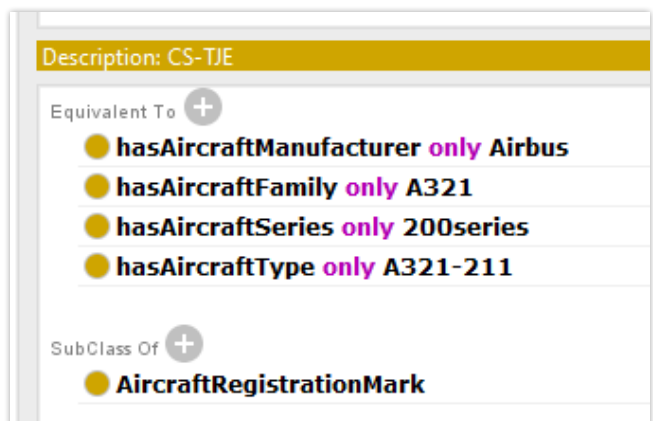 Description: CS-TJE
Equivalent To
hasAircraftManufacturer only Airbus
hasAircraftFamily only A321
hasAircraftSeries only 200series
hasAircraftType only A321-211
SubClass Of
AircraftRegistrationMark